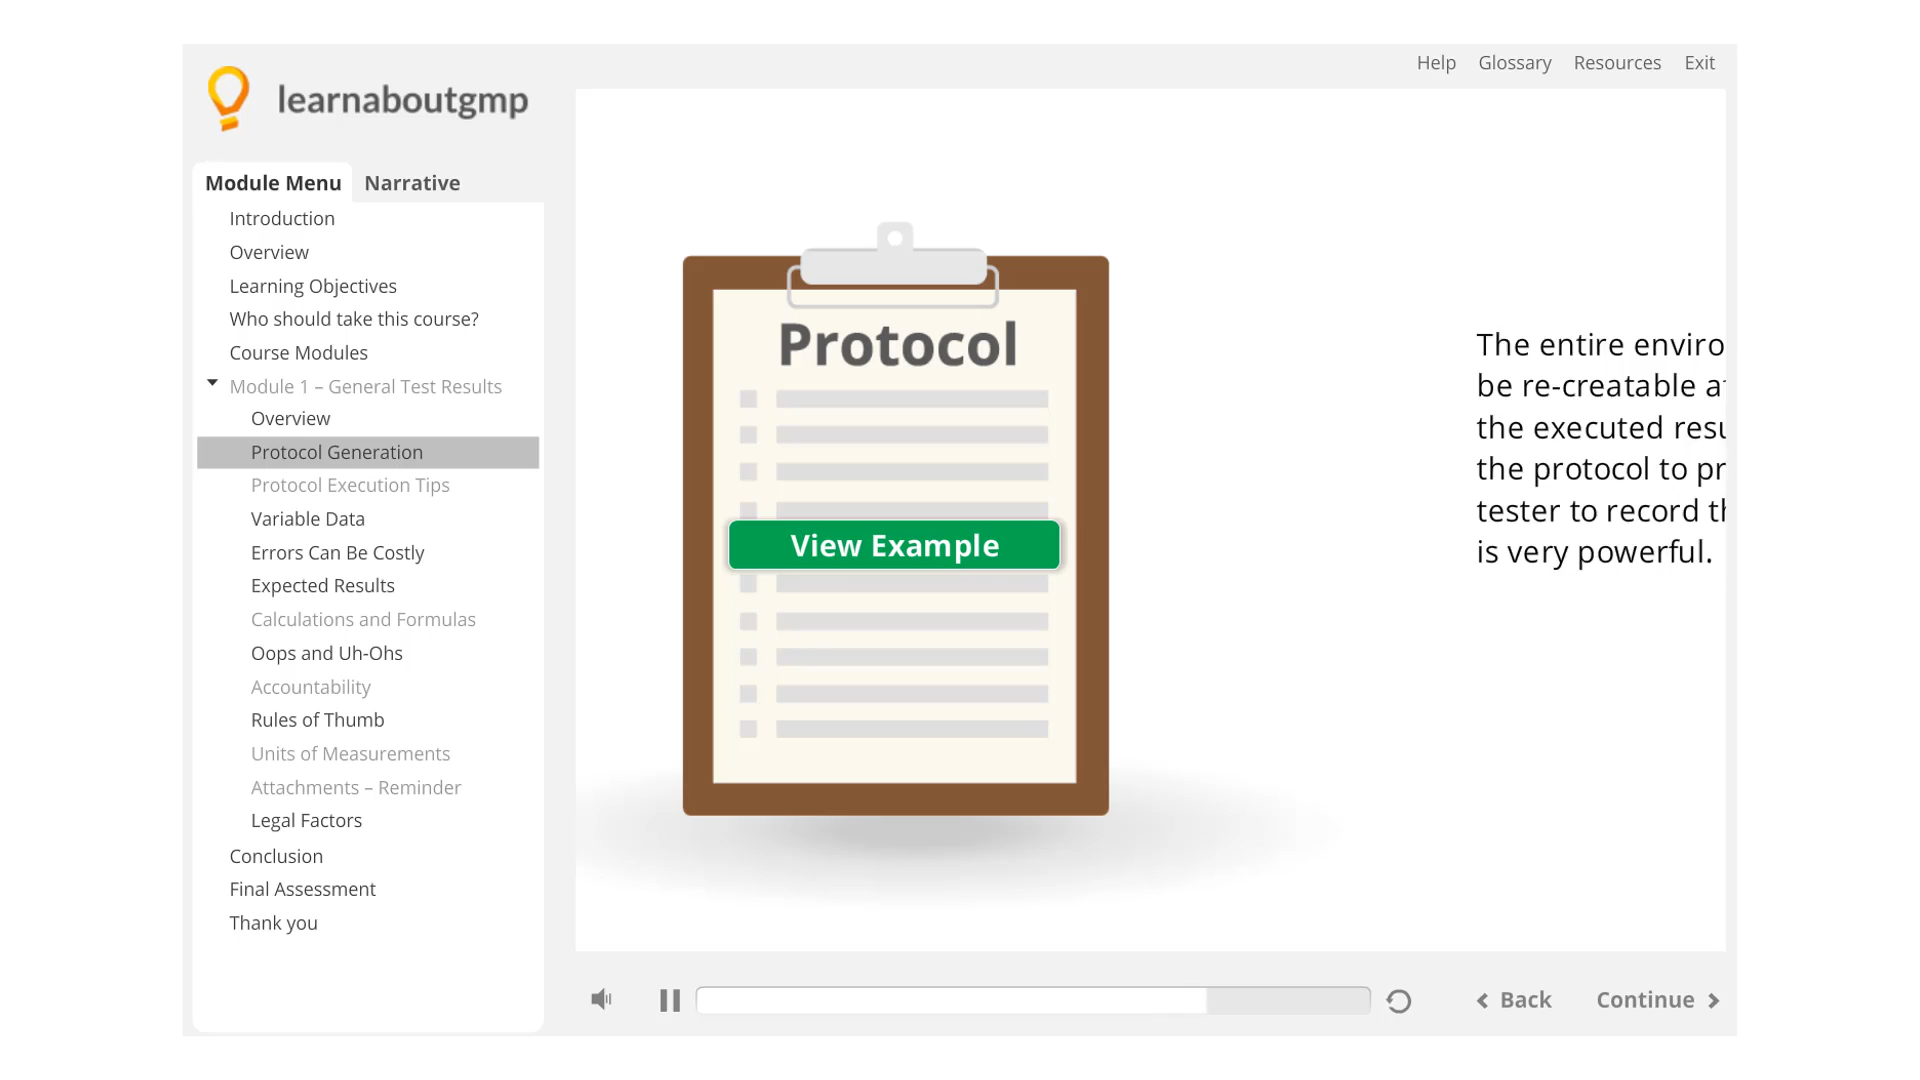 Help Glossary Resources Exit
learnaboutgmp
Module Menu Narrative
Introduction
Overview
Learning Objectives
Who should take this course?
Course Modules
Module 1 – General Test Results
Overview
Protocol Generation
Protocol Execution Tips
Variable Data
Errors Can Be Costly
Expected Results
Calculations and Formulas
Oops and Uh-Ohs
Accountability
Rules of Thumb
Units of Measurements
Attachments – Reminder
Legal Factors
Conclusion
Final Assessment
Thank you
Protocol
View Example
The entire enviro
be re-creatable
the executed resu
the protocol to pr
tester to record
is very powerful.
Back Continue